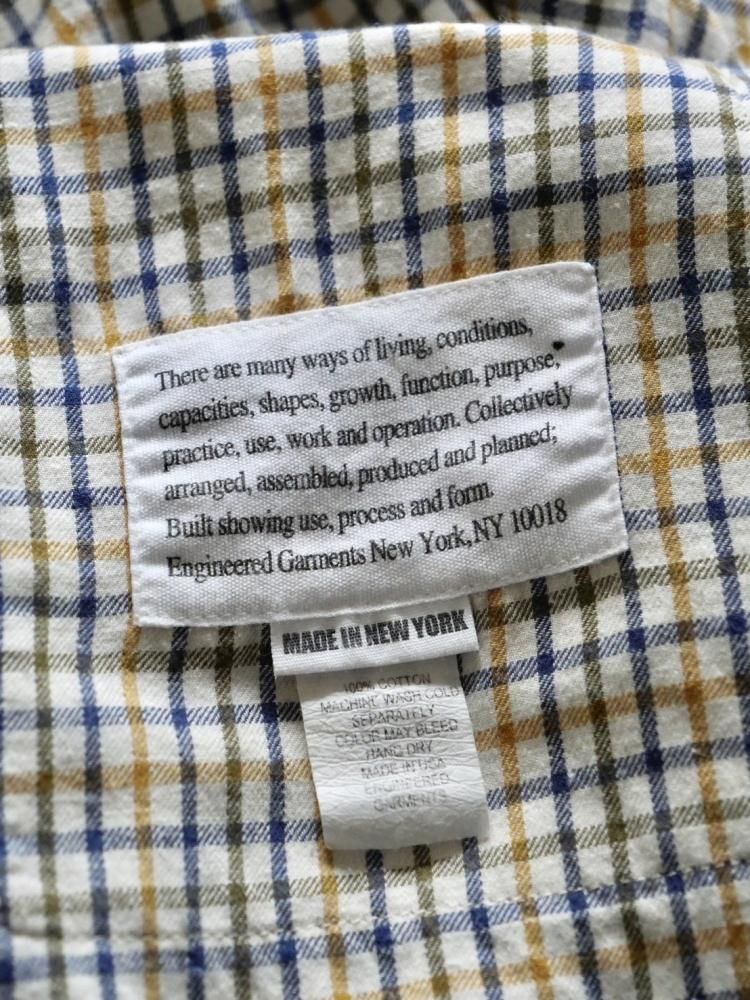 There are many ways of living, conditions,
capacities, shapes, growth, function, purpose,
practice, use, work and operation. Collectively
arranged, assembled, produced and planned;
Built showing use, process and form.
Engineered Garments New York, NY 10018
MADE IN NEW YORK
100% COTTON
MACHINE WASH COLD
SEPARATELY
COLOR MAY BLEED
HAND DRY
MADE IN USA
ENGINEERED
GARMENTS